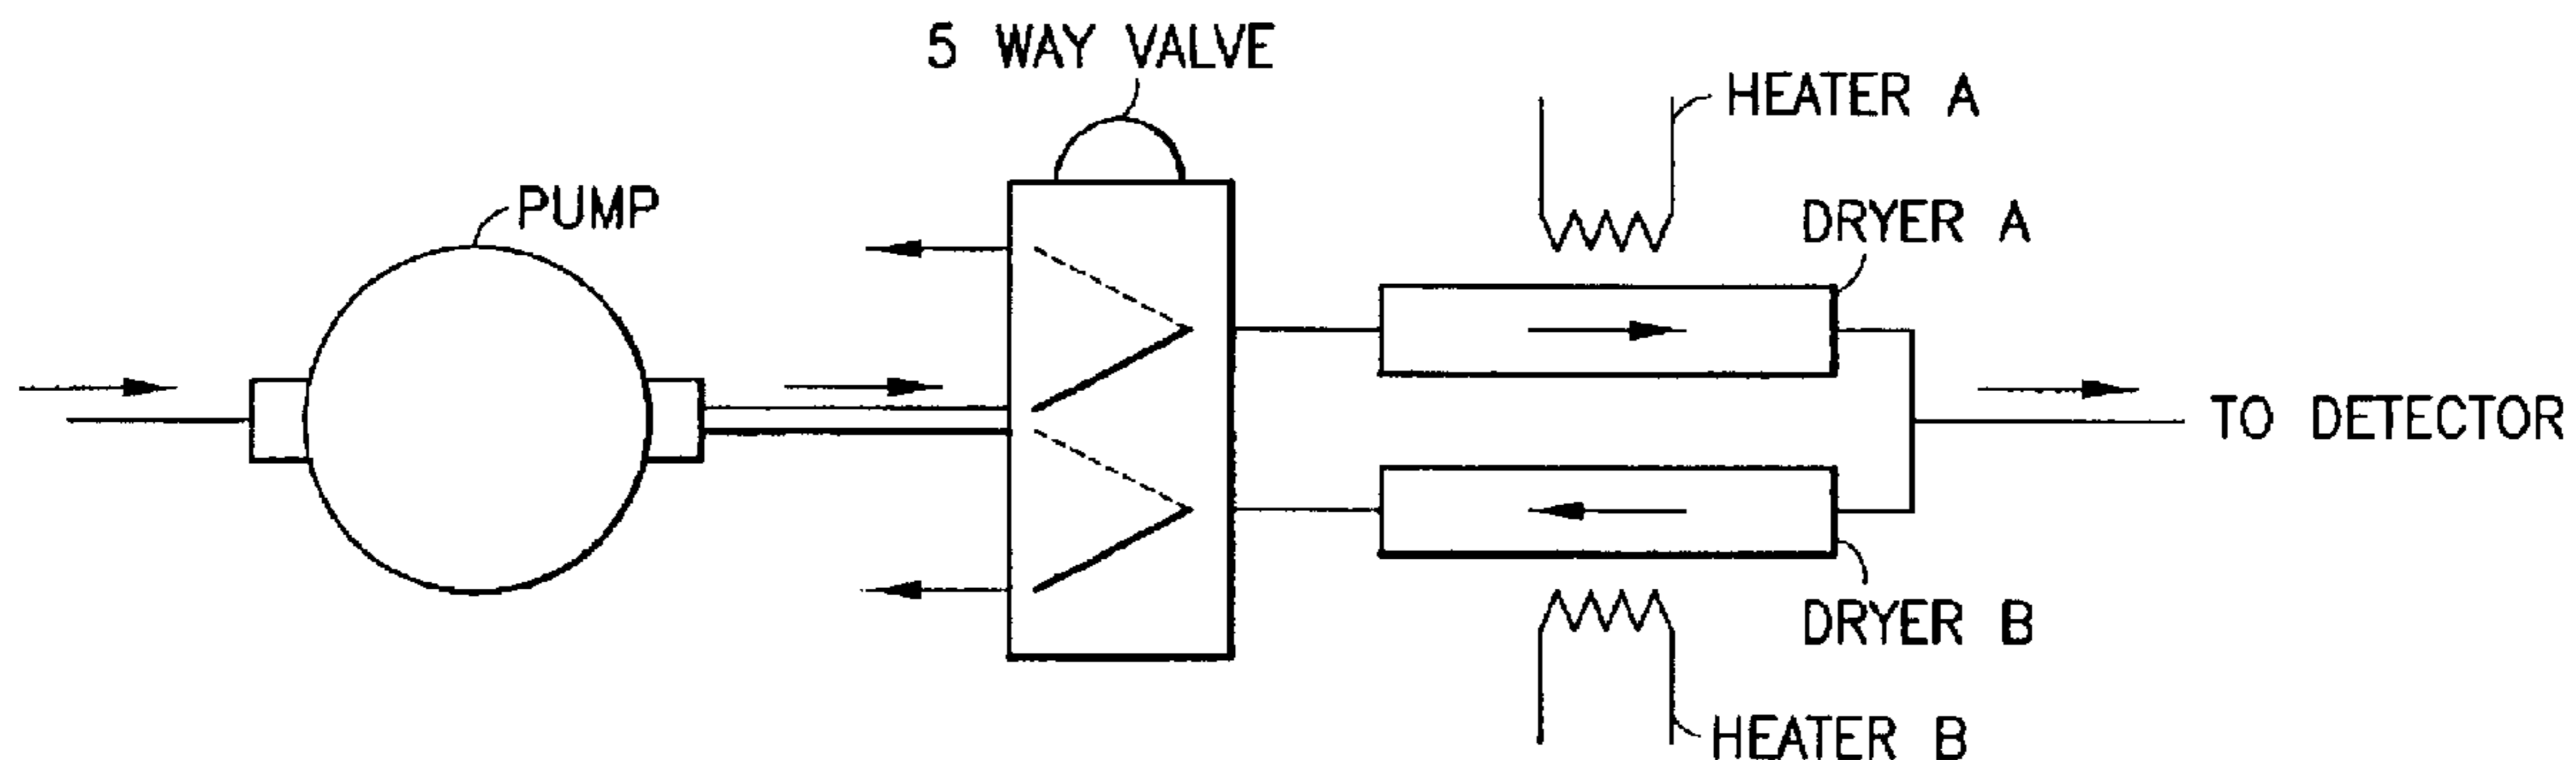 5 WAY VALVE
HEATER A
PUMP
DRYER A
TO DETECTOR
DRYER B
HEATER B